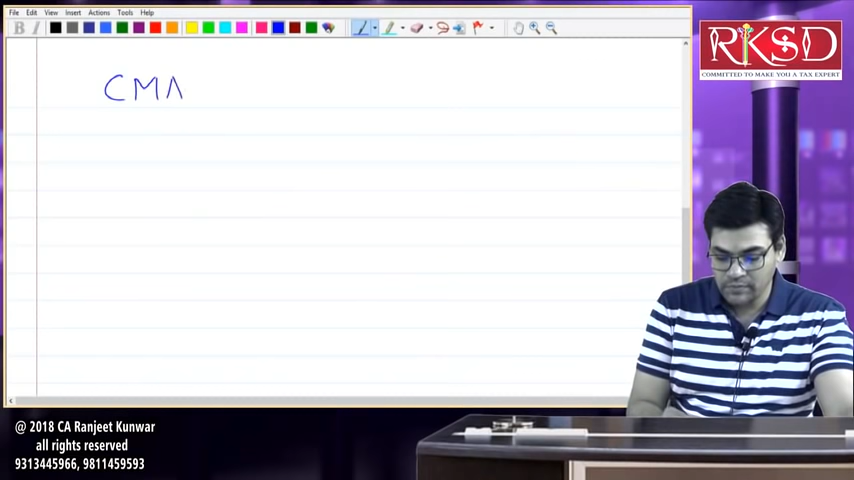 File Edit View Insert Actions Tools Help
B I
CMA
RKSD
COMMITTED TO MAKE YOU A TAX EXPERT
@ 2018 CA Ranjeet Kunwar
all rights reserved
9313445966, 9811459593